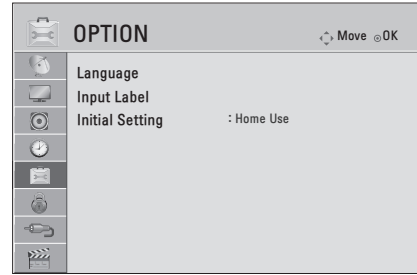 OPTION
Move OK
Language
Input Label
Initial Setting : Home Use